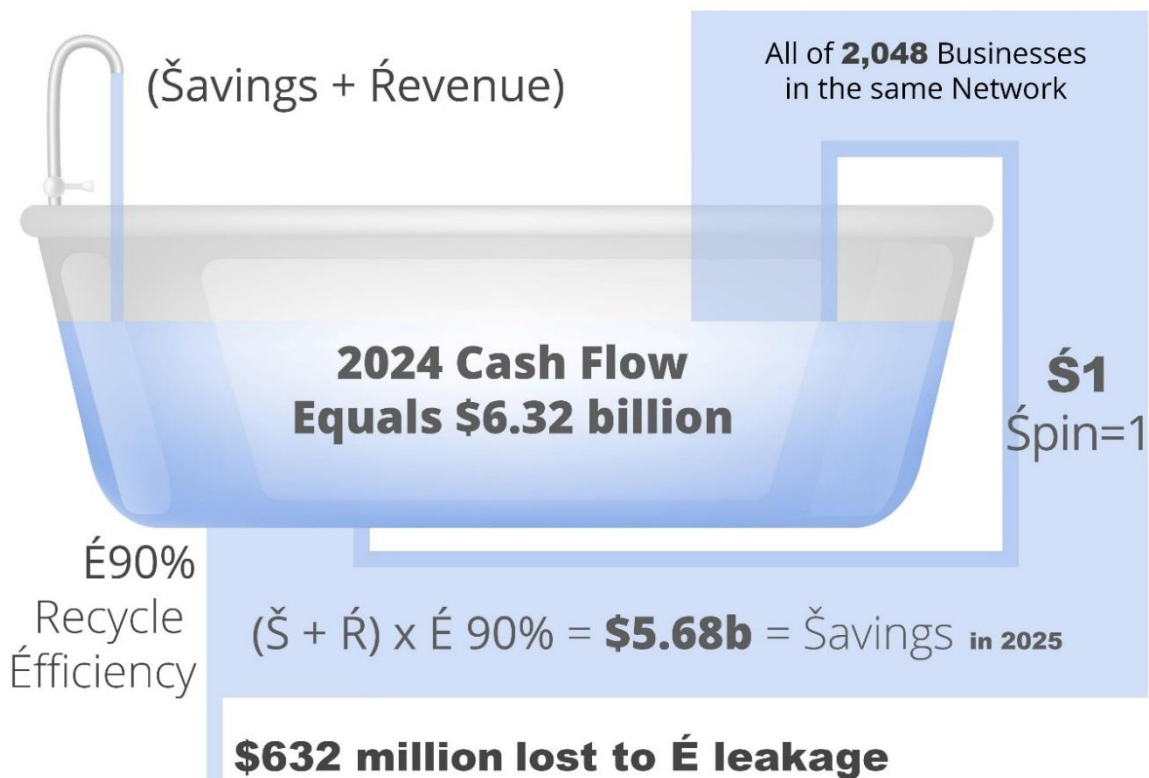 (Šavings + Ŕevenue)
All of 2,048 Businesses
in the same Network
2024 Cash Flow
Equals $6.32 billion
Ś1
Śpin=1
É90%
Recycle
Éfficiency
(Š + Ŕ) x É 90% = $5.68b = Šavings in 2025
$632 million lost to É leakage